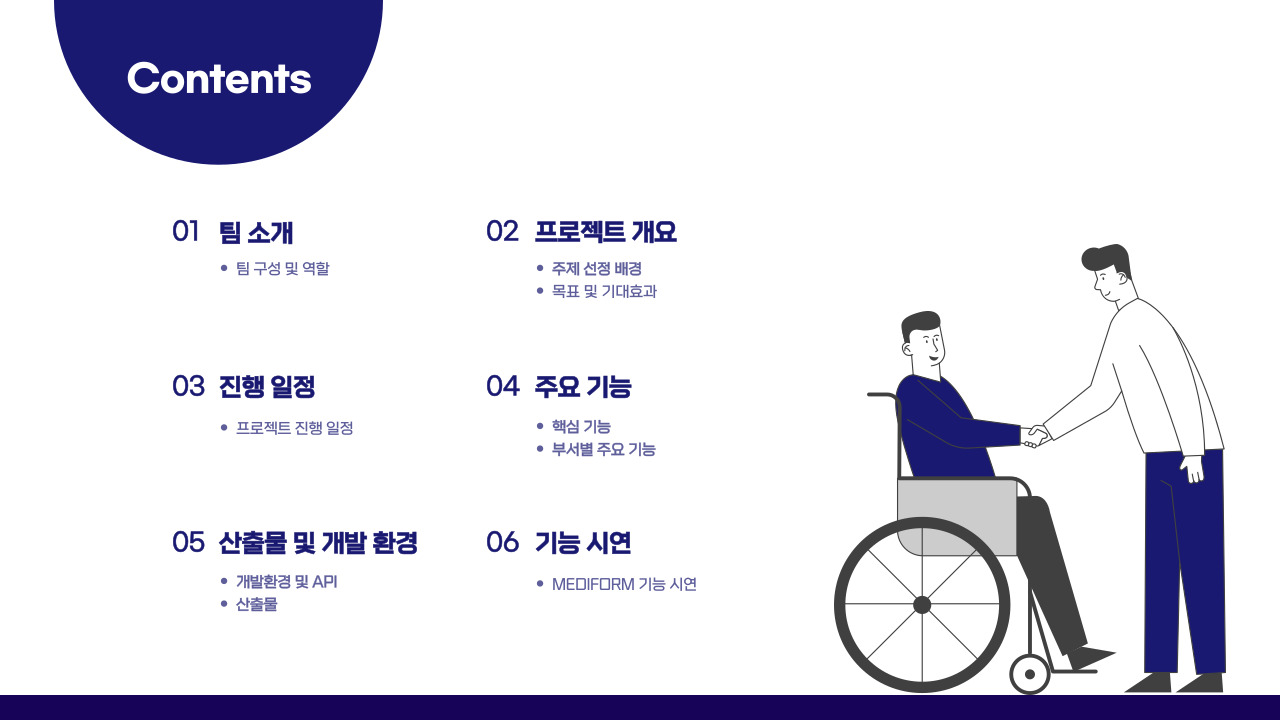 Contents
01 팀 소개
• 팀 구성 및 역할
02 프로젝트 개요
• 주제 선정 배경
• 목표 및 기대효과
03 진행 일정
• 프로젝트 진행 일정
04 주요 기능
• 핵심 기능
• 부서별 주요 기능
05 산출물 및 개발 환경
• 개발환경 및 API
• 산출물
06 기능 시연
• MEDIFORM 기능 시연